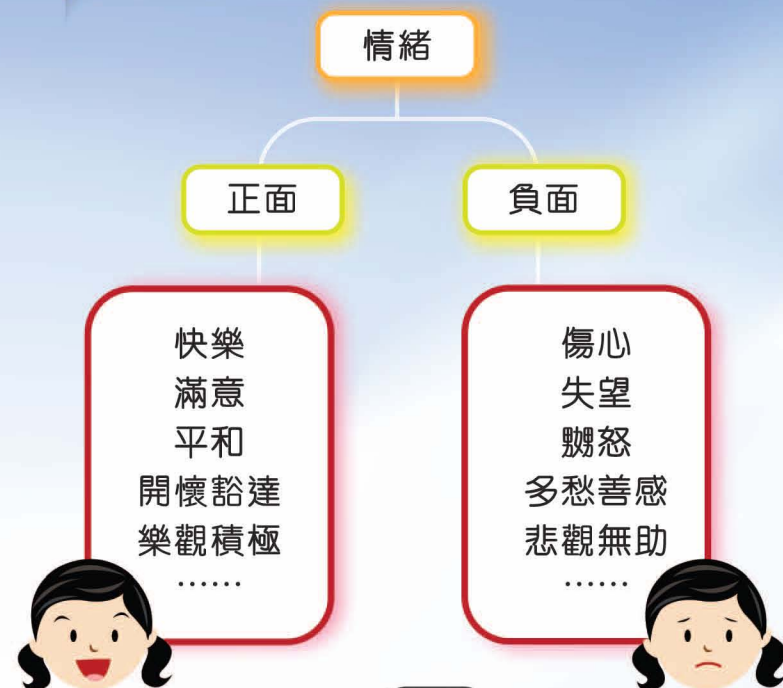 情緒
正面
負面
快樂
滿意
平和
開懷豁達
樂觀積極
……
傷心
失望
嬲怒
多愁善感
悲觀無助
……